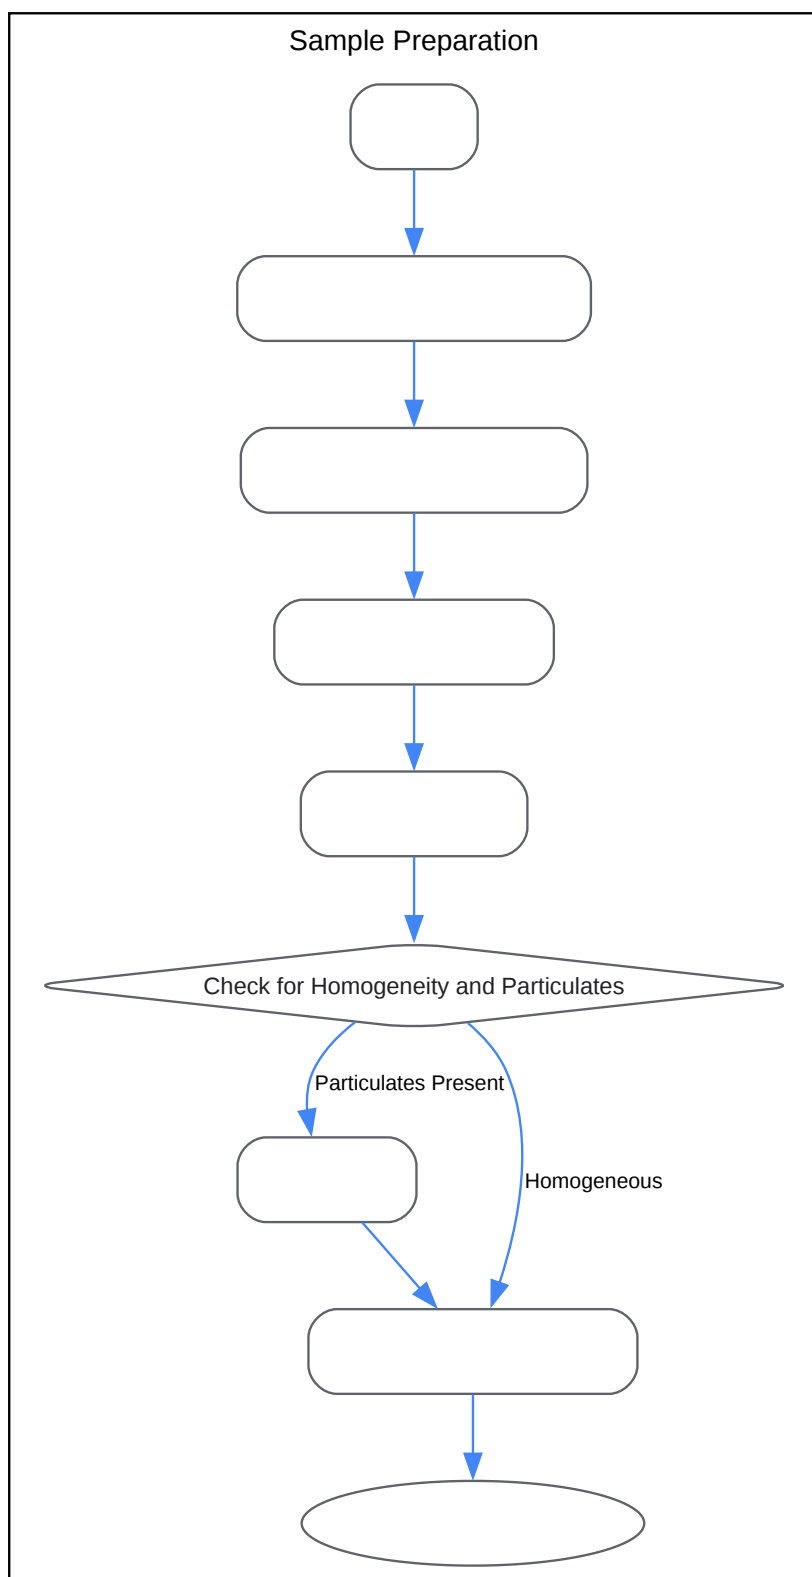 Sample Preparation
Check for Homogeneity and Particulates
Particulates Present
Homogeneous